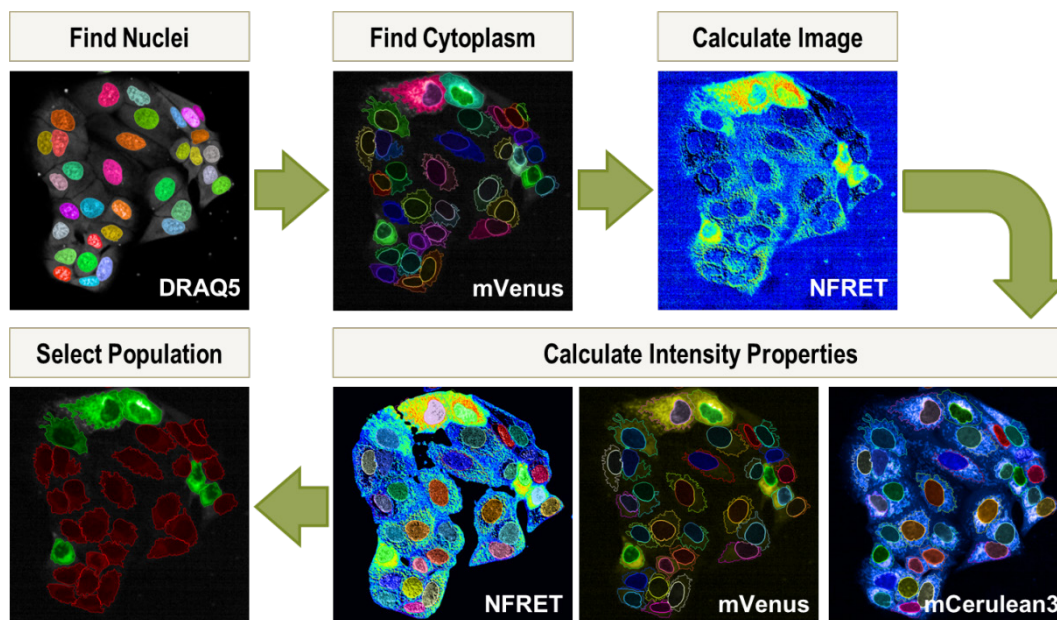 Find Nuclei
Find Cytoplasm
Calculate Image
DRAQ5
mVenus
NFRET
Select Population
Calculate Intensity Properties
NFRET
mVenus
mCerulean3